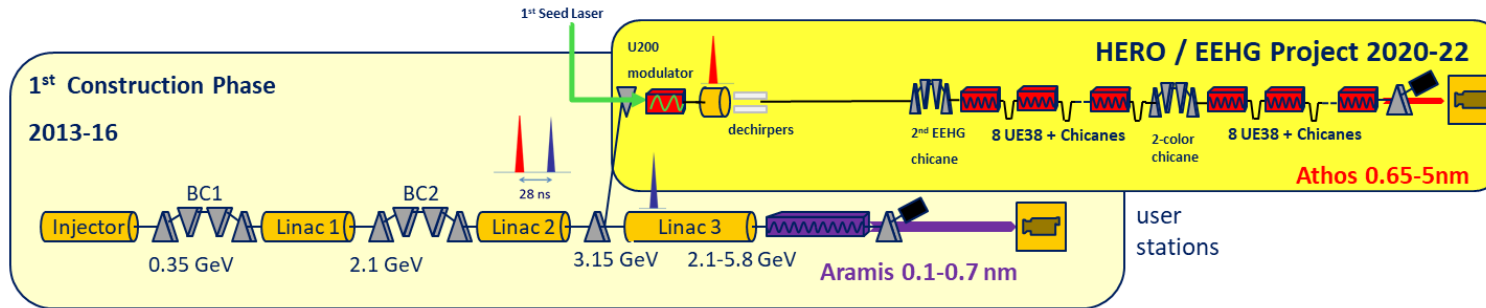 1st Seed Laser
HERO / EEHG Project 2020-22
U200
modulator
1st Construction Phase
2013-16
dechirpers
2nd EEHG
chicane
8 UE38 + Chicanes
2-color
chicane
8 UE38 + Chicanes
Athos 0.65-5nm
28 ns
BC1
BC2
Injector
Linac 1
Linac 2
Linac 3
user
stations
0.35 GeV
2.1 GeV
3.15 GeV
2.1-5.8 GeV
Aramis 0.1-0.7 nm